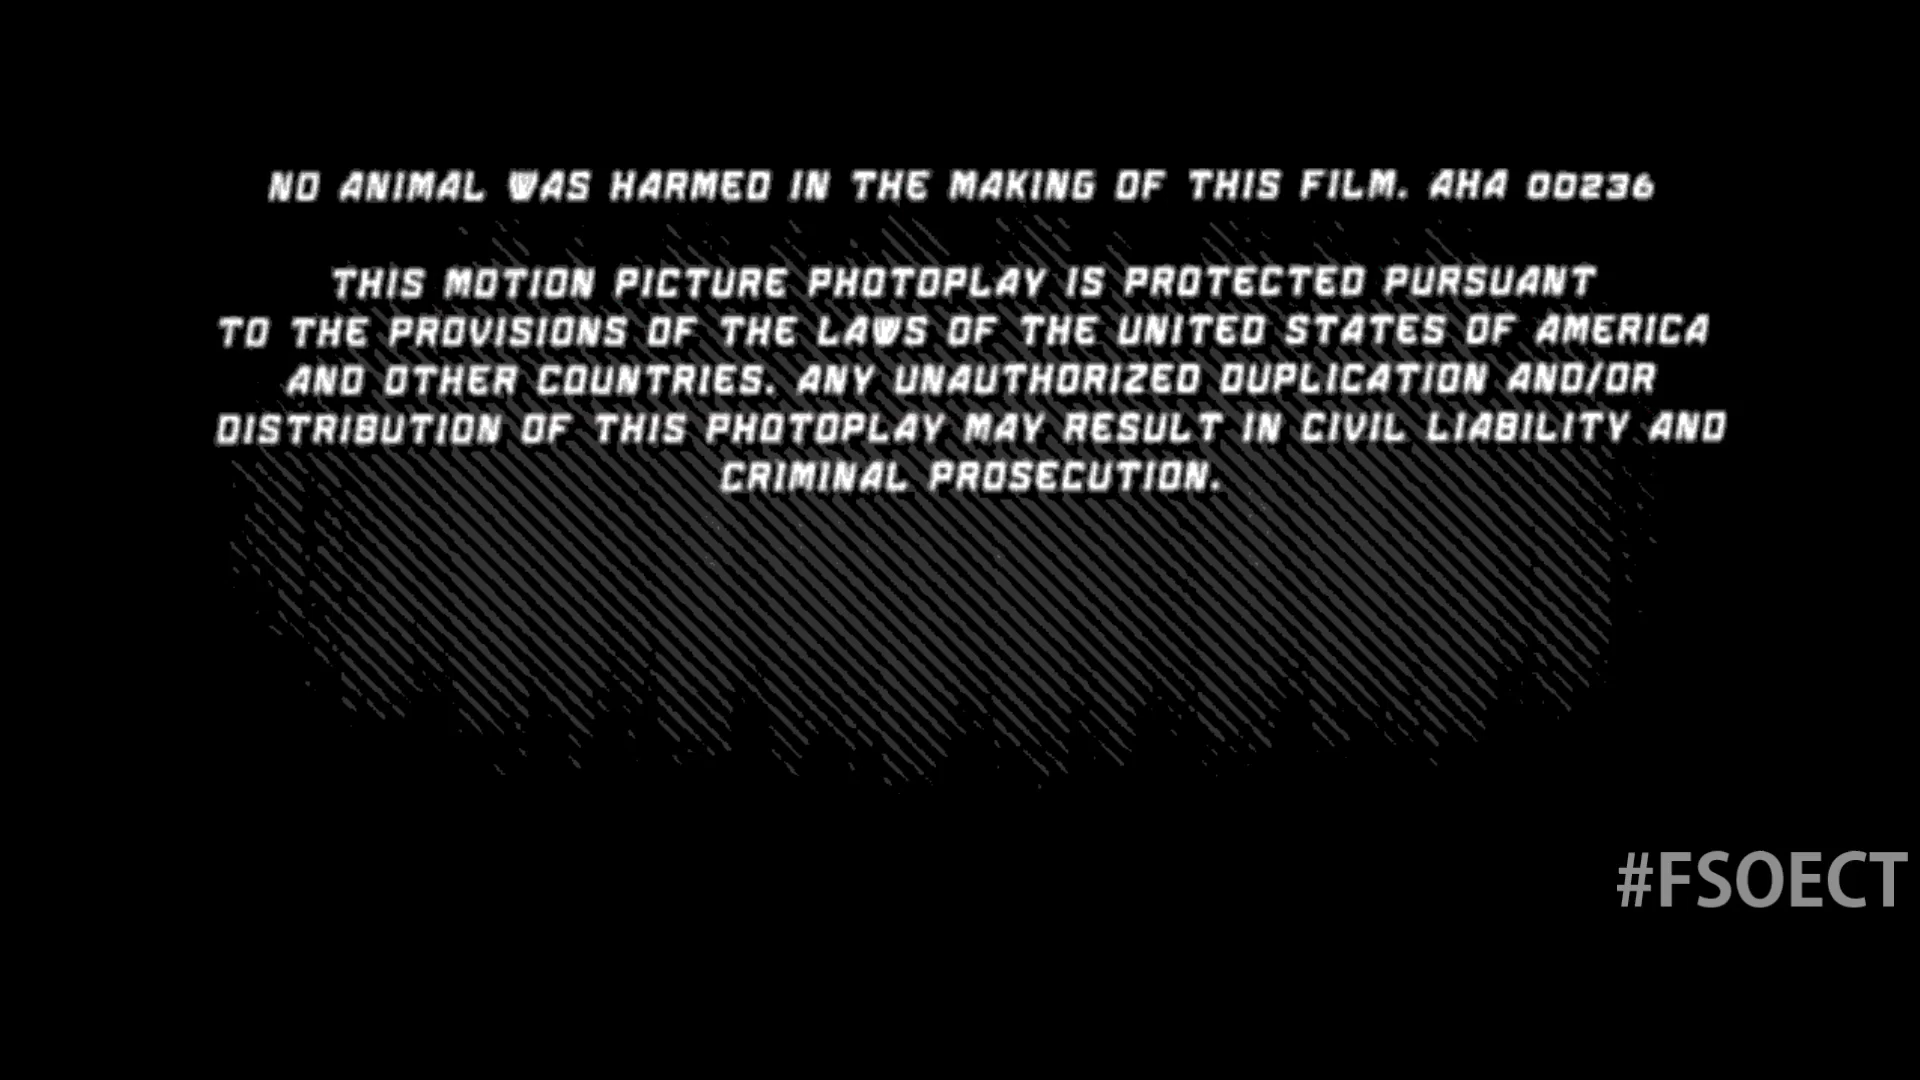 NO ANIMAL WAS HARMED IN THE MAKING OF THIS FILM. AHA 00236
THIS MOTION PICTURE PHOTOPLAY IS PROTECTED PURSUANT
TO THE PROVISIONS OF THE LAWS OF THE UNITED STATES OF AMERICA
AND OTHER COUNTRIES. ANY UNAUTHORIZED DUPLICATION AND/OR
DISTRIBUTION OF THIS PHOTOPLAY MAY RESULT IN CIVIL LIABILITY AND
CRIMINAL PROSECUTION.
#FSOECT